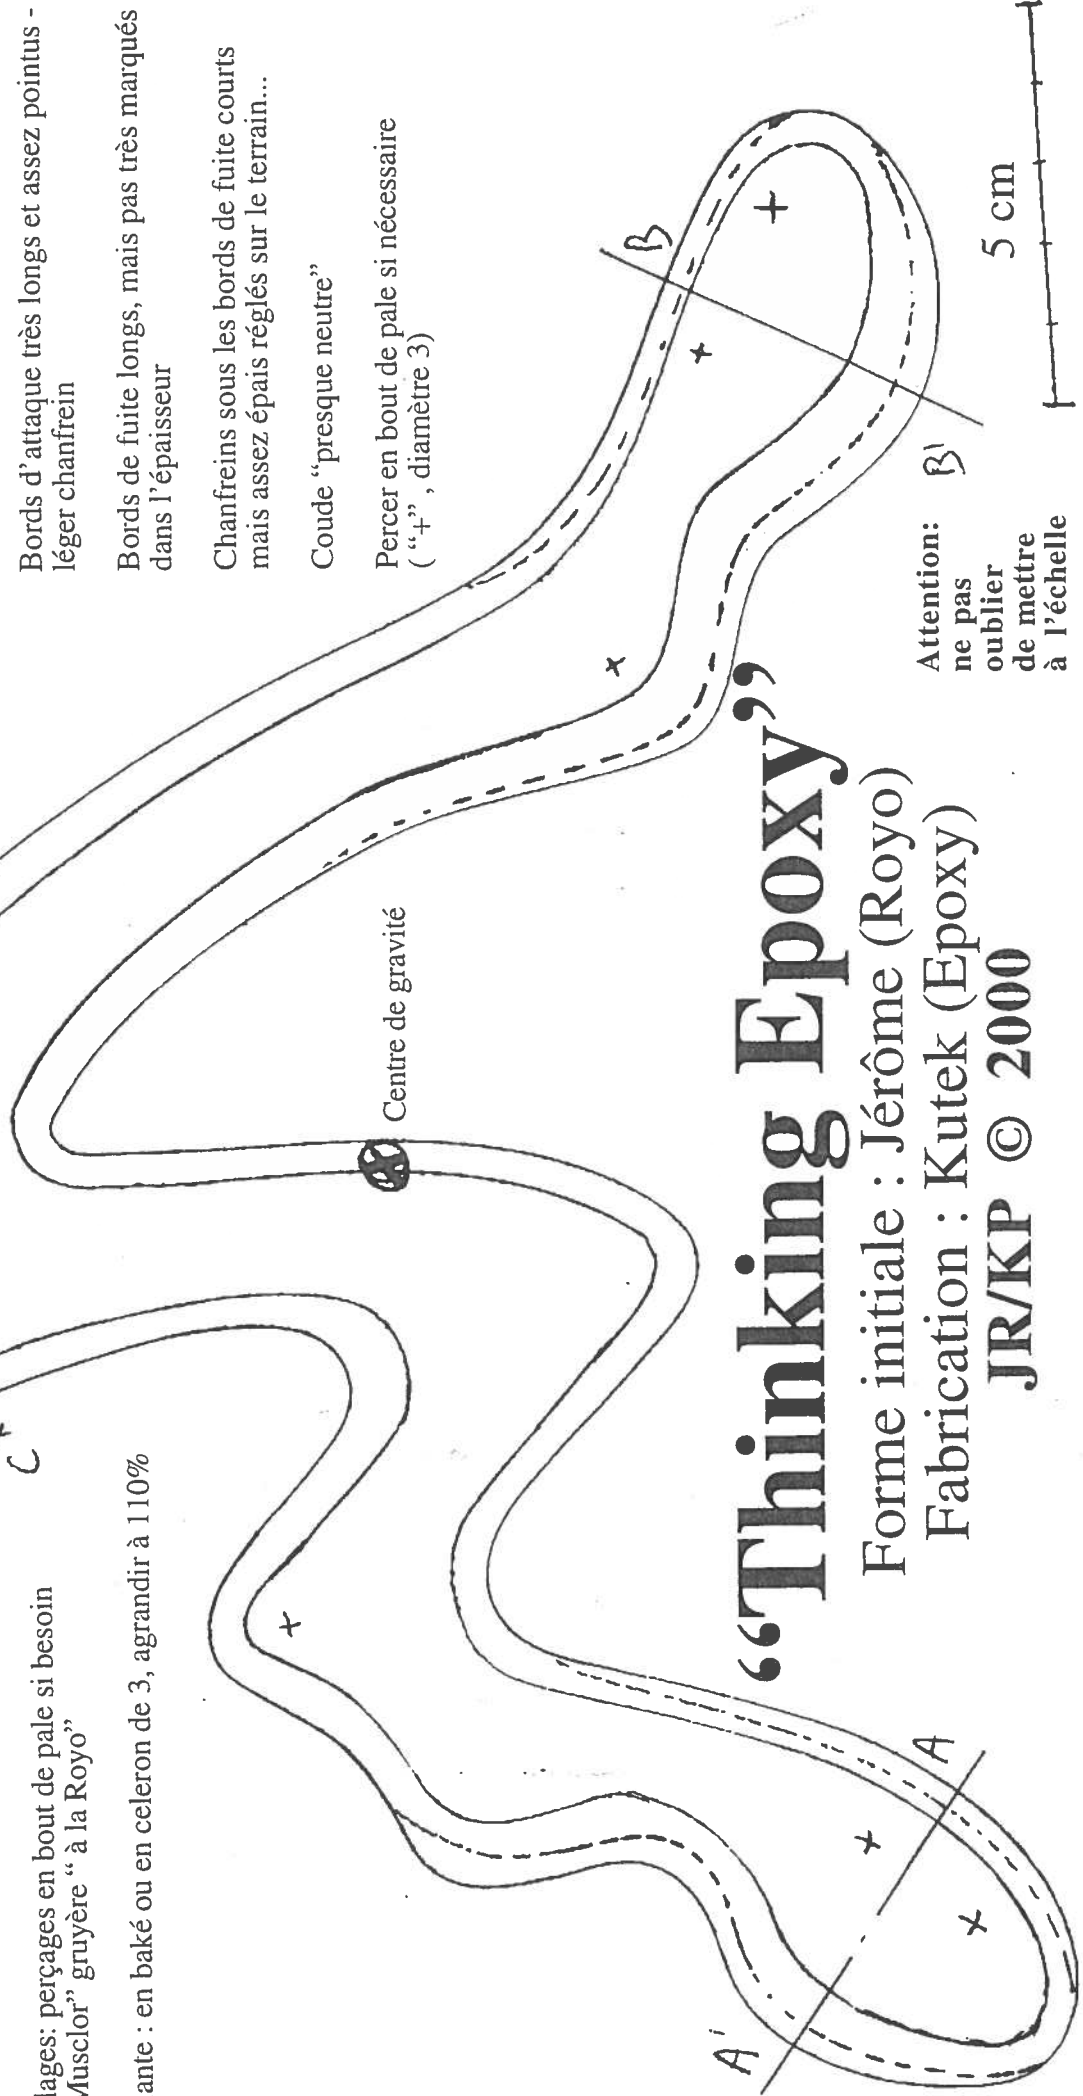 Bords d'attaque très longs et assez pointus -
léger chanfrein
Bords de fuite longs, mais pas très marqués
dans l'épaisseur
Chanfreins sous les bords de fuite courts
mais assez épais réglés sur le terrain...
Coude “presque neutre”
Percer en bout de pale si nécessaire
( “+”, diamètre 3)
lages: perçages en bout de pale si besoin
Musclor” gruyère “ à la Royo”
ante : en baké ou en celeron de 3, agrandir à 110%
C
Centre de gravité
B
B'
A
A'
5 cm
Attention:
ne pas
oublier
de mettre
à l'échelle
“Thinking Epoxy”
Forme initiale : Jérôme (Royo)
Fabrication : Kutek (Epoxy)
JR/KP © 2000